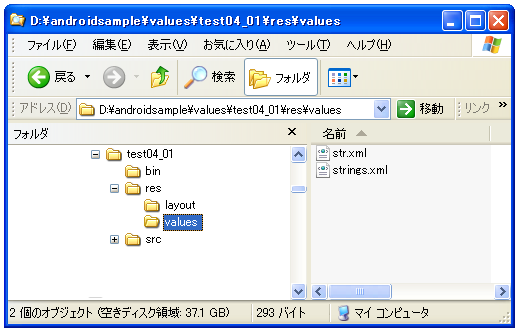 D:¥androidsample¥values¥test04_01¥res¥values
ファイル(F) 編集(E) 表示(V) お気に入り(A) ツール(T) ヘルプ(H)
戻る 検索 フォルダ
アドレス(D) D:¥androidsample¥values¥test04_01¥res¥values 移動 リンク »
フォルダ × 名前
test04_01 str.xml
bin strings.xml
res
layout
values
src
2 個のオブジェクト (空きディスク領域: 37.1 GB) 293 バイト マイ コンピュータ